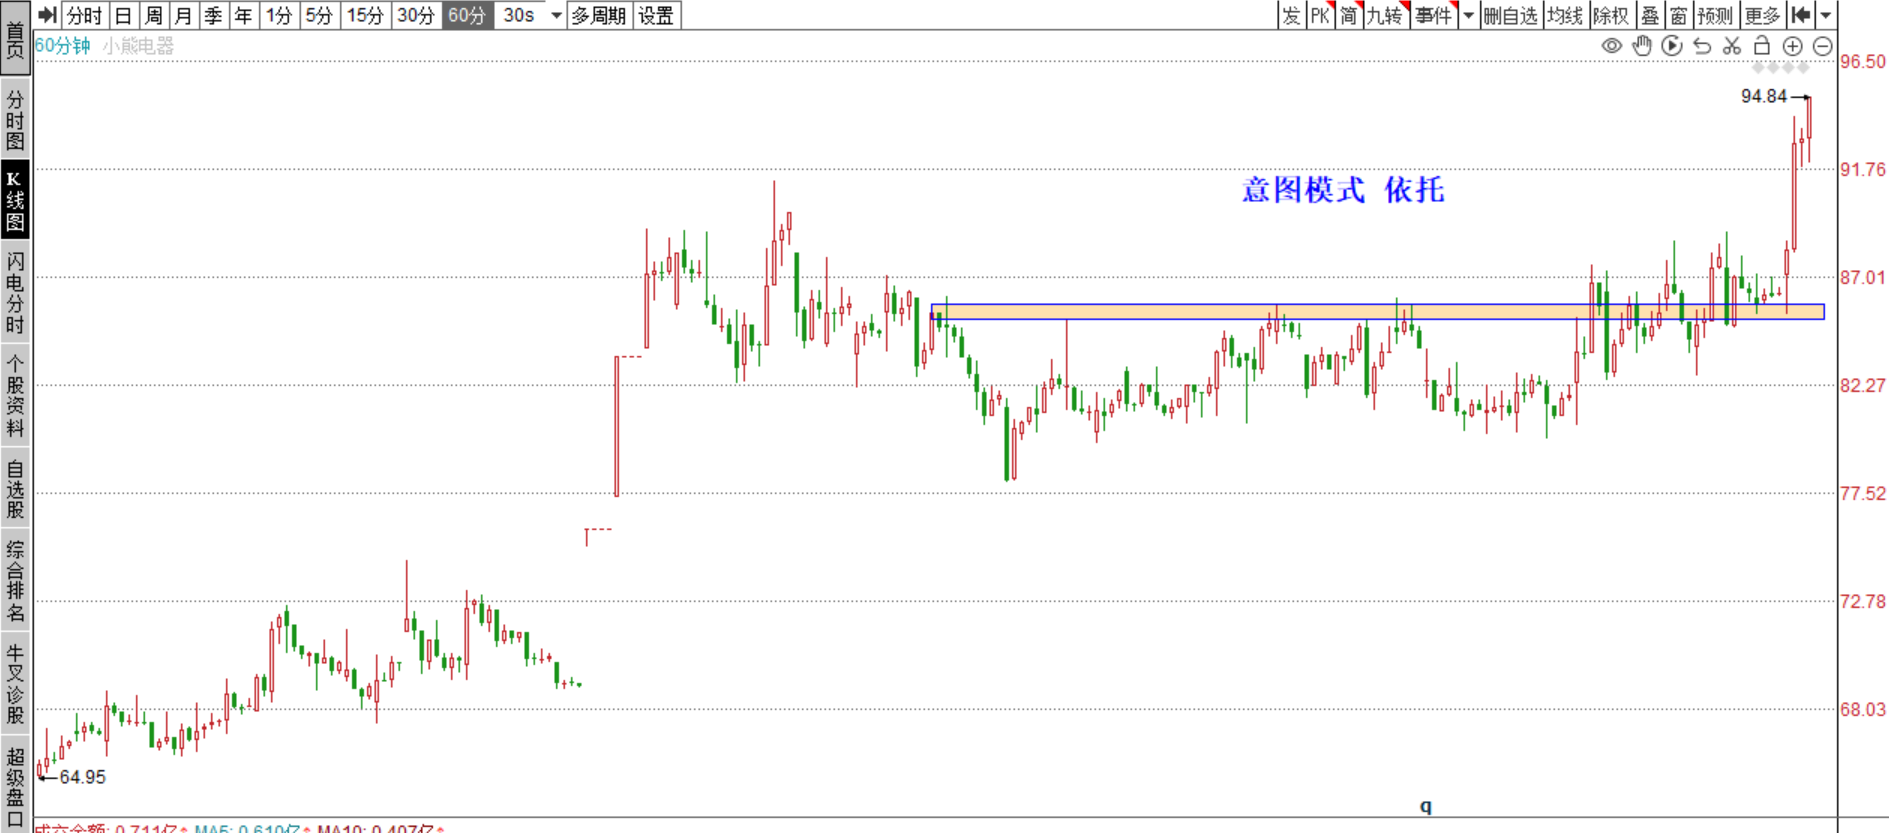 分时 日 周 月 季 年 1分 5分 15分 30分 60分 30s 多周期 设置 发 PK 简 九转 事件 删自选 均线 除权 叠 窗 预测 更多
60分钟 小熊电器
首页
分时图
K线图
闪电分时
个股资料
自选股
综合排名
牛叉诊股
超级盘口
96.50
94.84
91.76
意图模式 依托
87.01
82.27
77.52
72.78
68.03
64.95
q
成交金额: 0.711亿 MA5: 0.610亿 MA10: 0.407亿